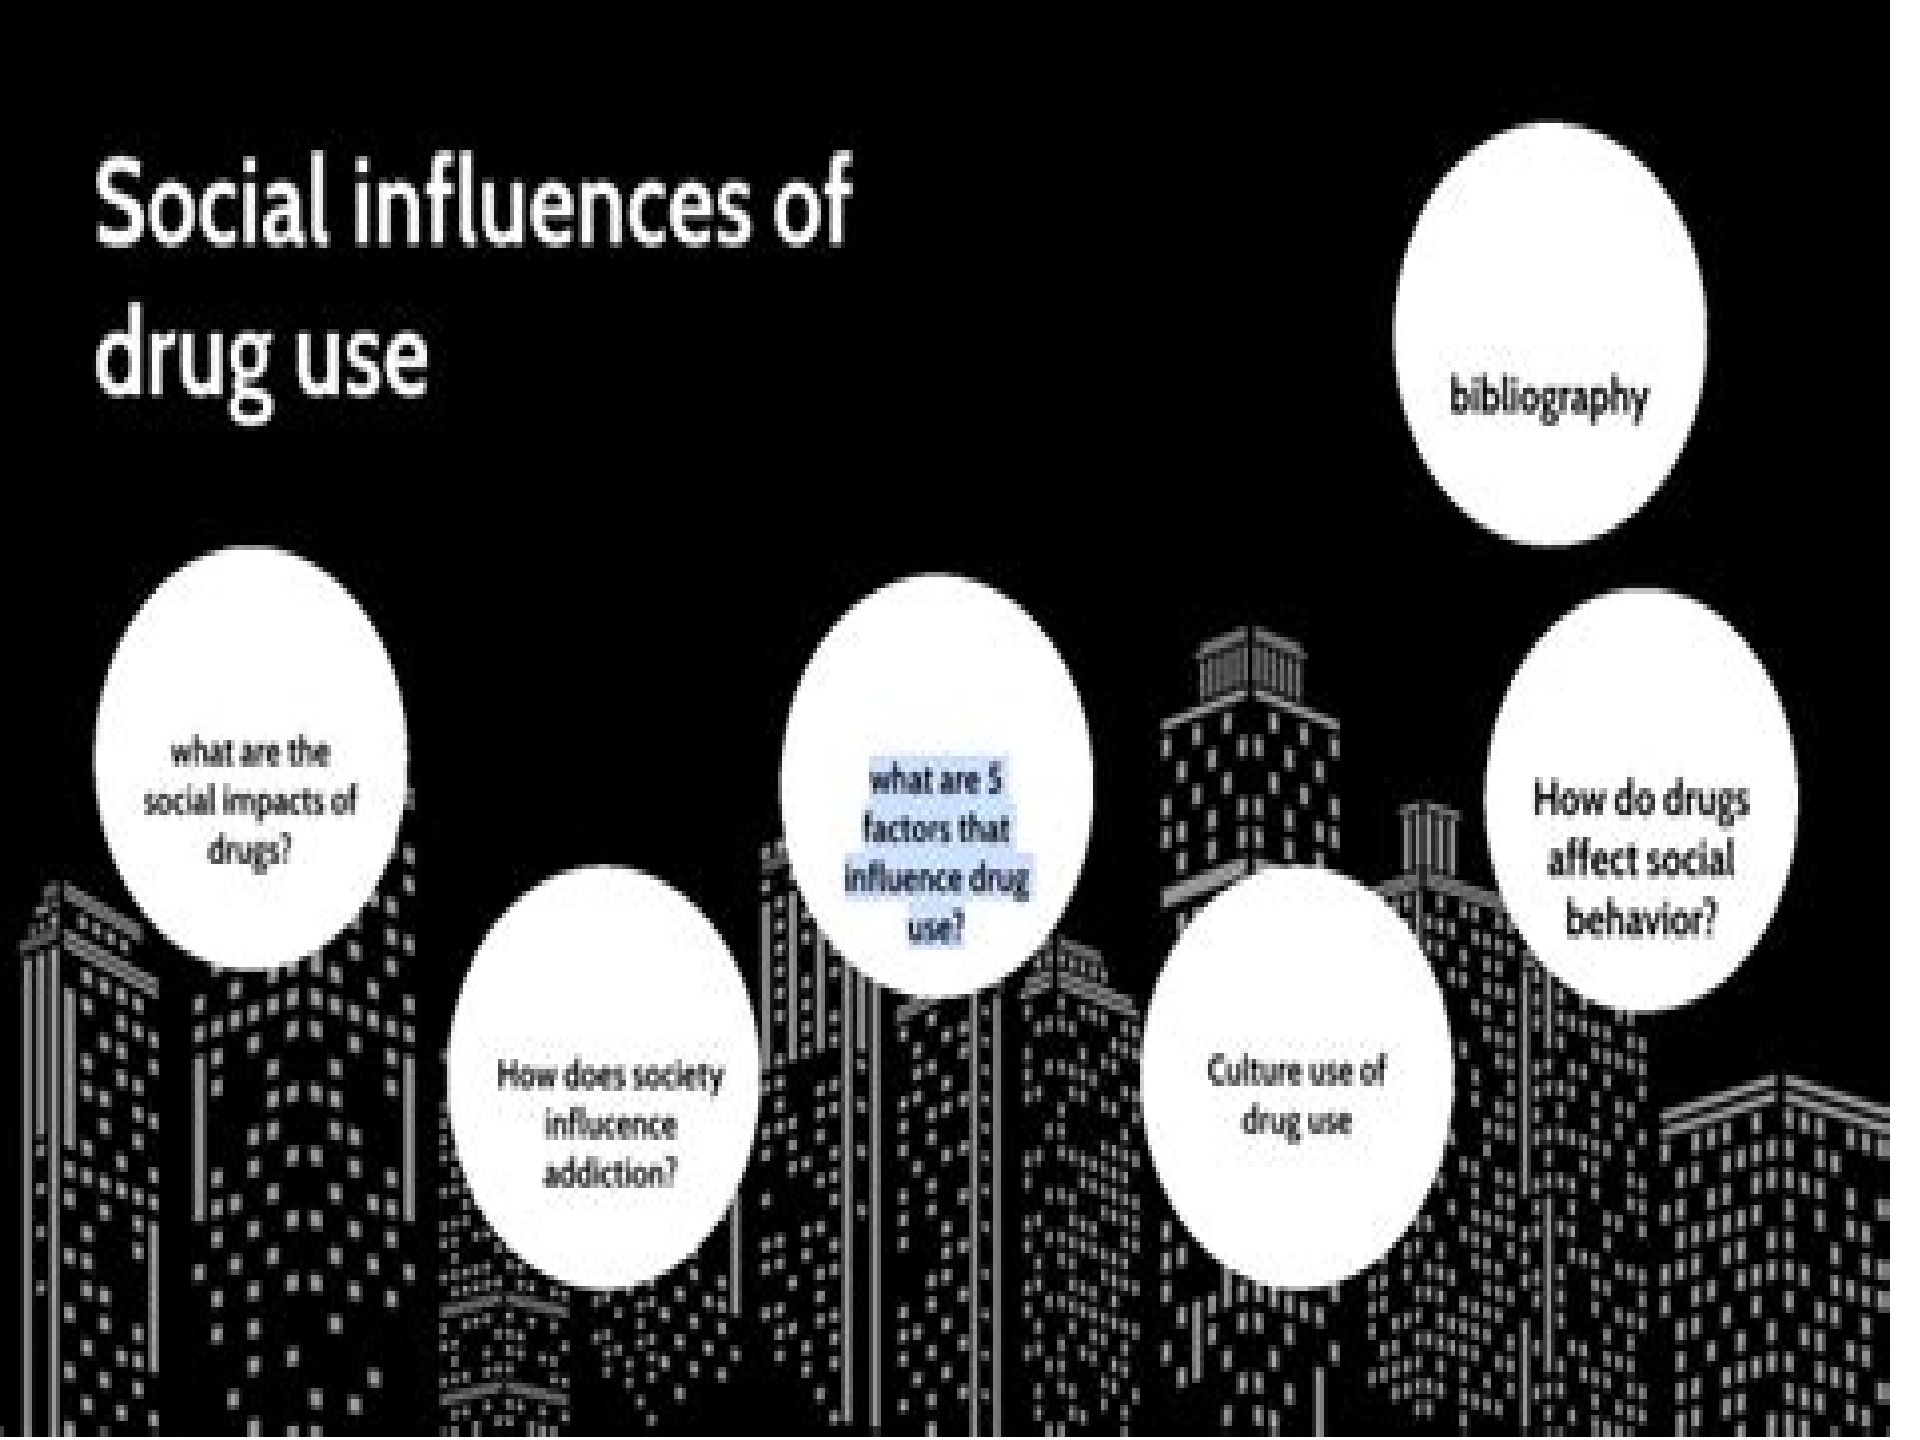 Social influences of
drug use
bibliography
what are the
social impacts of
drugs?
How does society
influcence
addiction?
what are 5
factors that
influence drug
use?
Culture use of
drug use
How do drugs
affect social
behavior?